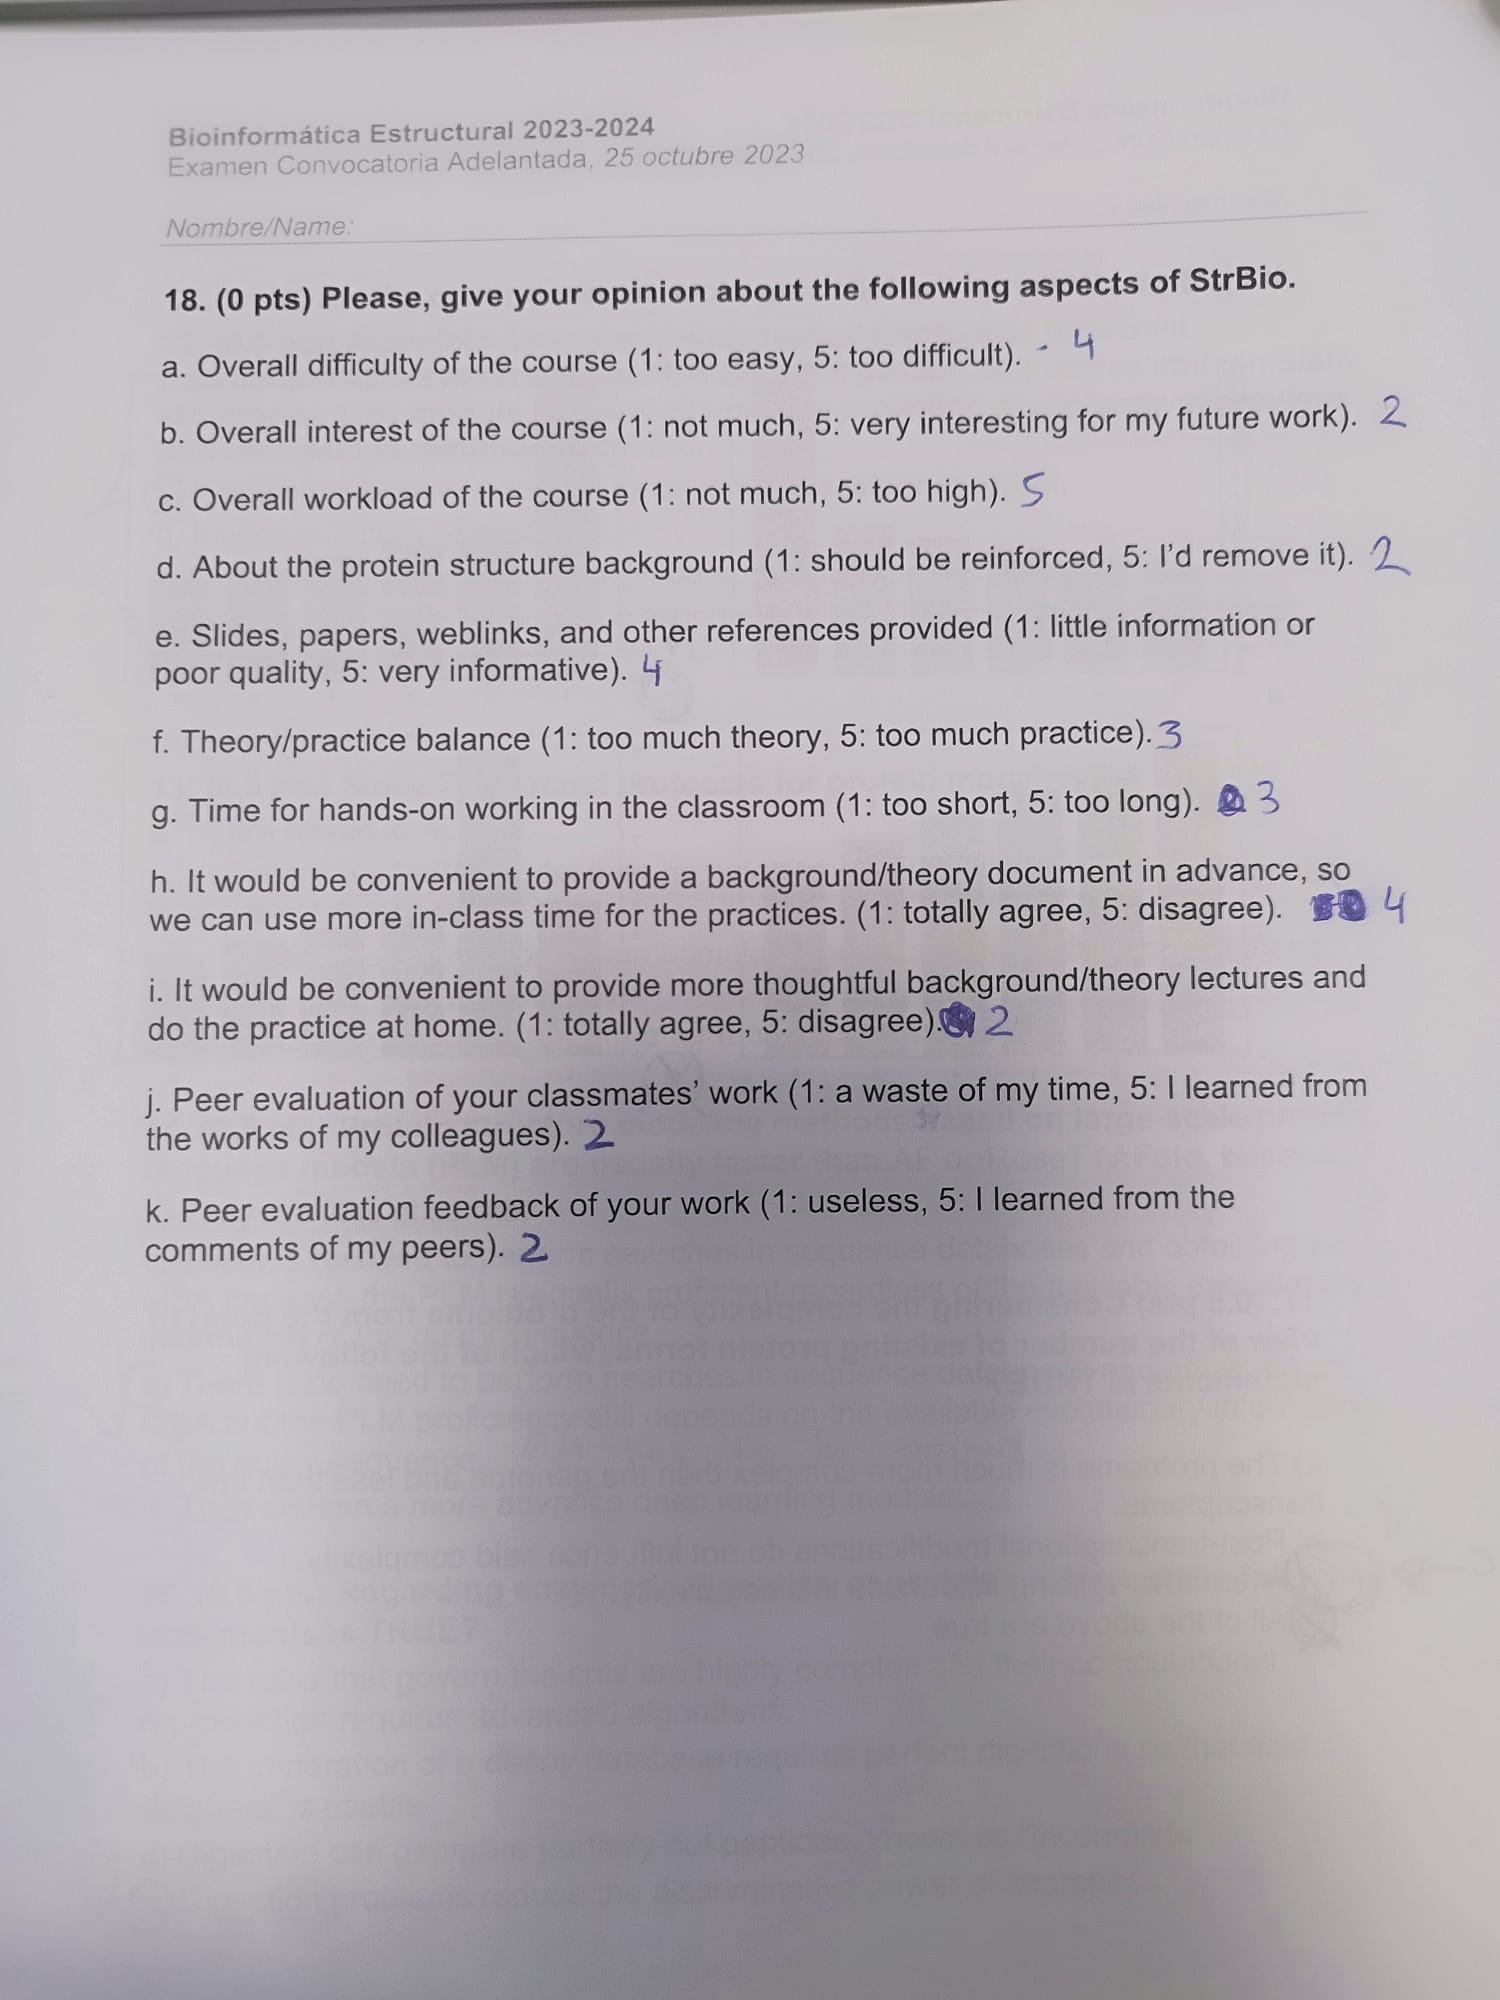 Bioinformática Estructural 2023-2024
Examen Convocatoria Adelantada, 25 octubre 2023
Nombre/Name:
18. (0 pts) Please, give your opinion about the following aspects of StrBio.
a. Overall difficulty of the course (1: too easy, 5: too difficult). - 4
b. Overall interest of the course (1: not much, 5: very interesting for my future work). 2
c. Overall workload of the course (1: not much, 5: too high). 5
d. About the protein structure background (1: should be reinforced, 5: I'd remove it). 2
e. Slides, papers, weblinks, and other references provided (1: little information or
poor quality, 5: very informative). 4
f. Theory/practice balance (1: too much theory, 5: too much practice). 3
g. Time for hands-on working in the classroom (1: too short, 5: too long). 3
h. It would be convenient to provide a background/theory document in advance, so
we can use more in-class time for the practices. (1: totally agree, 5: disagree). 4
i. It would be convenient to provide more thoughtful background/theory lectures and
do the practice at home. (1: totally agree, 5: disagree). 2
j. Peer evaluation of your classmates' work (1: a waste of my time, 5: I learned from
the works of my colleagues). 2
k. Peer evaluation feedback of your work (1: useless, 5: I learned from the
comments of my peers). 2